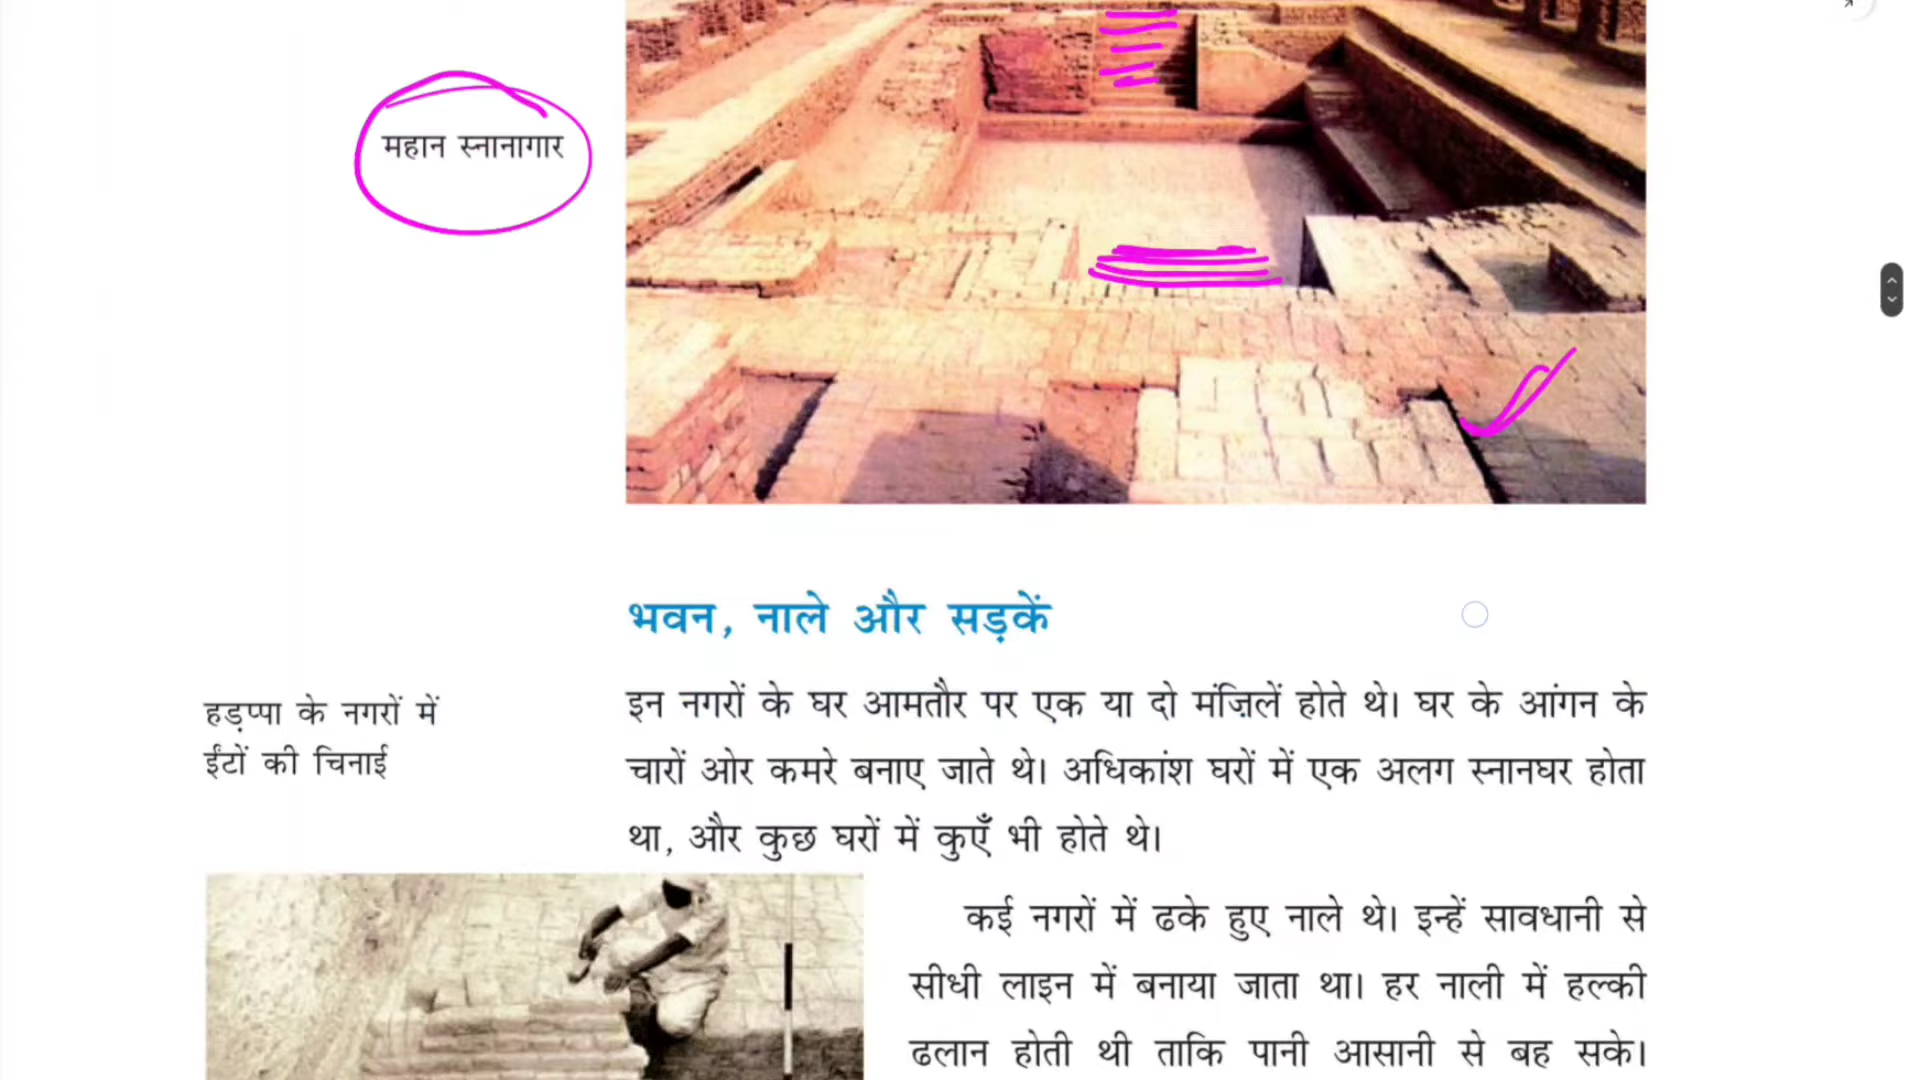 महान स्नानागार
भवन, नाले और सड़कें
हड़प्पा के नगरों में
ईंटों की चिनाई
इन नगरों के घर आमतौर पर एक या दो मंज़िलें होते थे। घर के आंगन के
चारों ओर कमरे बनाए जाते थे। अधिकांश घरों में एक अलग स्नानघर होता
था, और कुछ घरों में कुएँ भी होते थे।
कई नगरों में ढके हुए नाले थे। इन्हें सावधानी से
सीधी लाइन में बनाया जाता था। हर नाली में हल्की
ढलान होती थी ताकि पानी आसानी से बह सके।